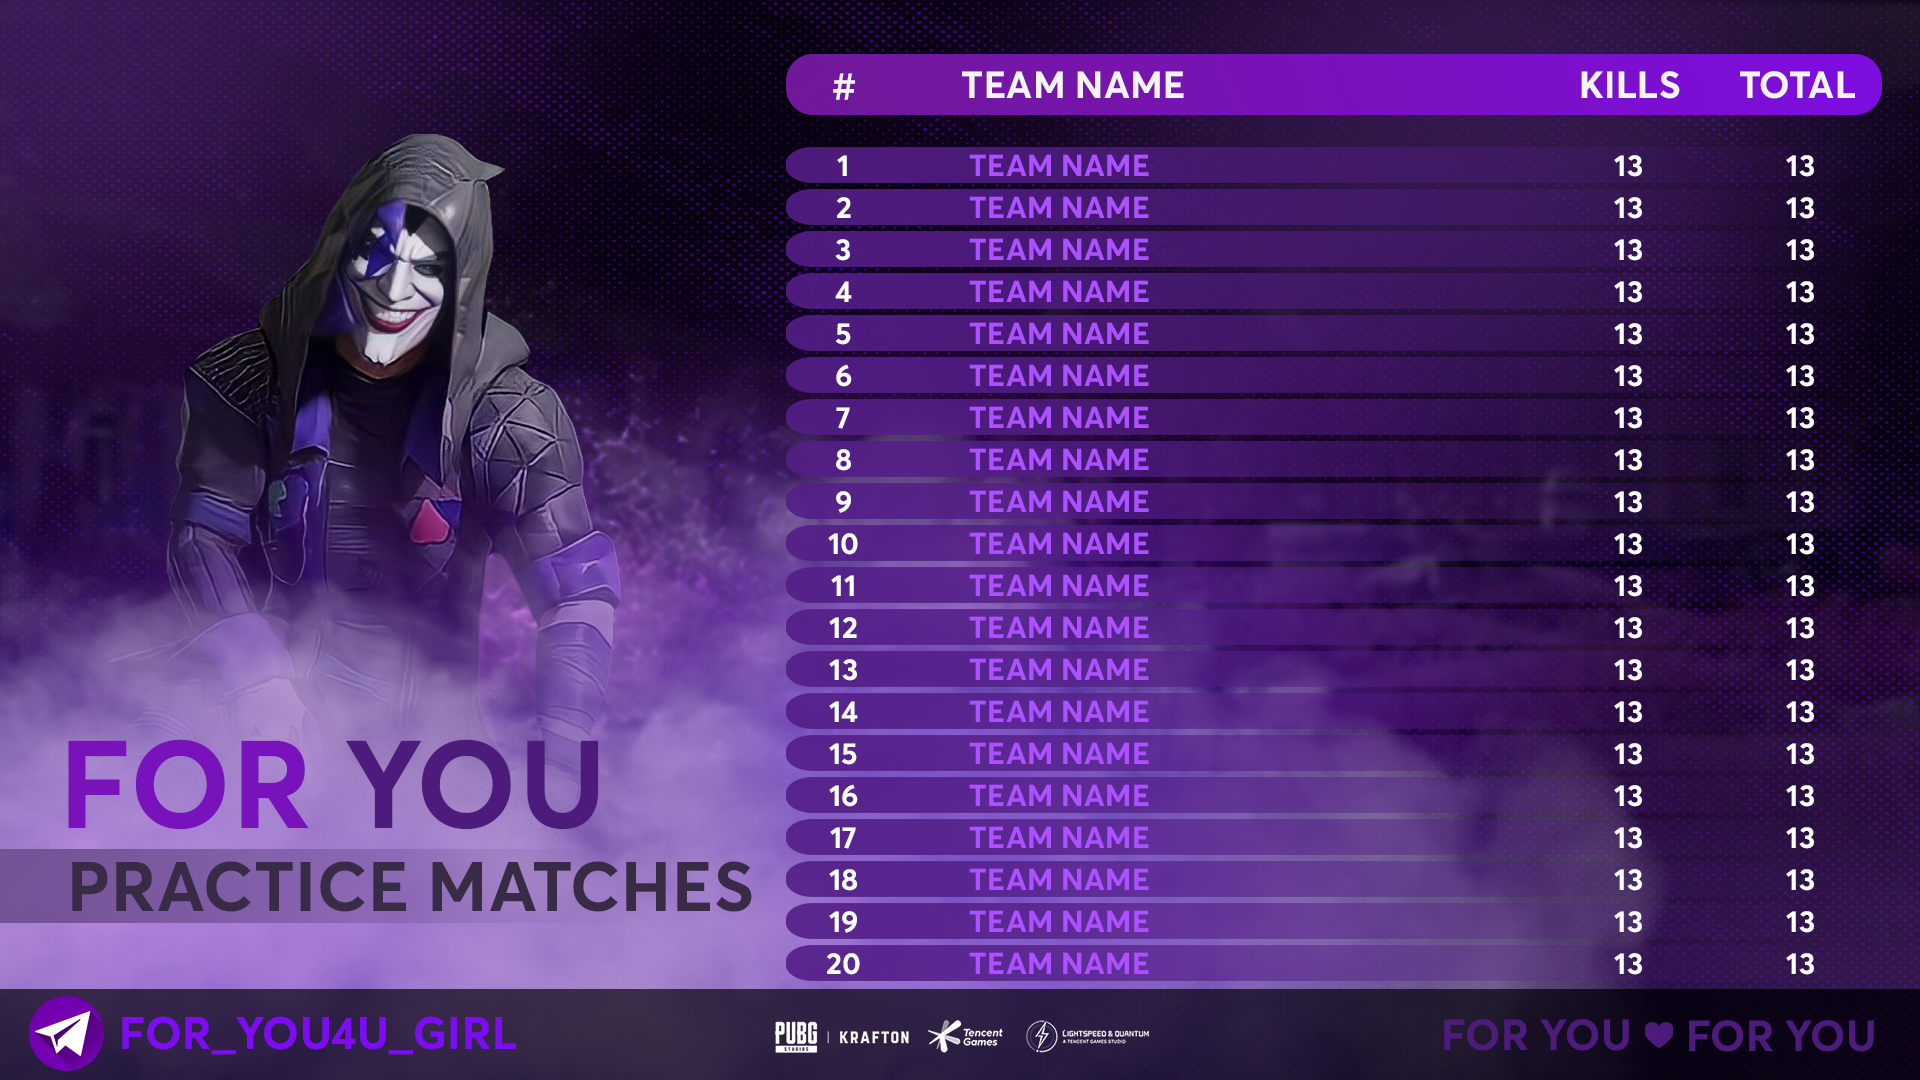 # TEAM NAME KILLS TOTAL
1 TEAM NAME 13 13
2 TEAM NAME 13 13
3 TEAM NAME 13 13
4 TEAM NAME 13 13
5 TEAM NAME 13 13
6 TEAM NAME 13 13
7 TEAM NAME 13 13
8 TEAM NAME 13 13
9 TEAM NAME 13 13
10 TEAM NAME 13 13
11 TEAM NAME 13 13
12 TEAM NAME 13 13
13 TEAM NAME 13 13
14 TEAM NAME 13 13
15 TEAM NAME 13 13
16 TEAM NAME 13 13
17 TEAM NAME 13 13
18 TEAM NAME 13 13
19 TEAM NAME 13 13
20 TEAM NAME 13 13
FOR YOU
PRACTICE MATCHES
FOR_YOU4U_GIRL
PUBG
STUDIOS
KRAFTON
Tencent
Games
LIGHTSPEED & QUANTUM
A TENCENT GAMES STUDIO
FOR YOU ♥ FOR YOU